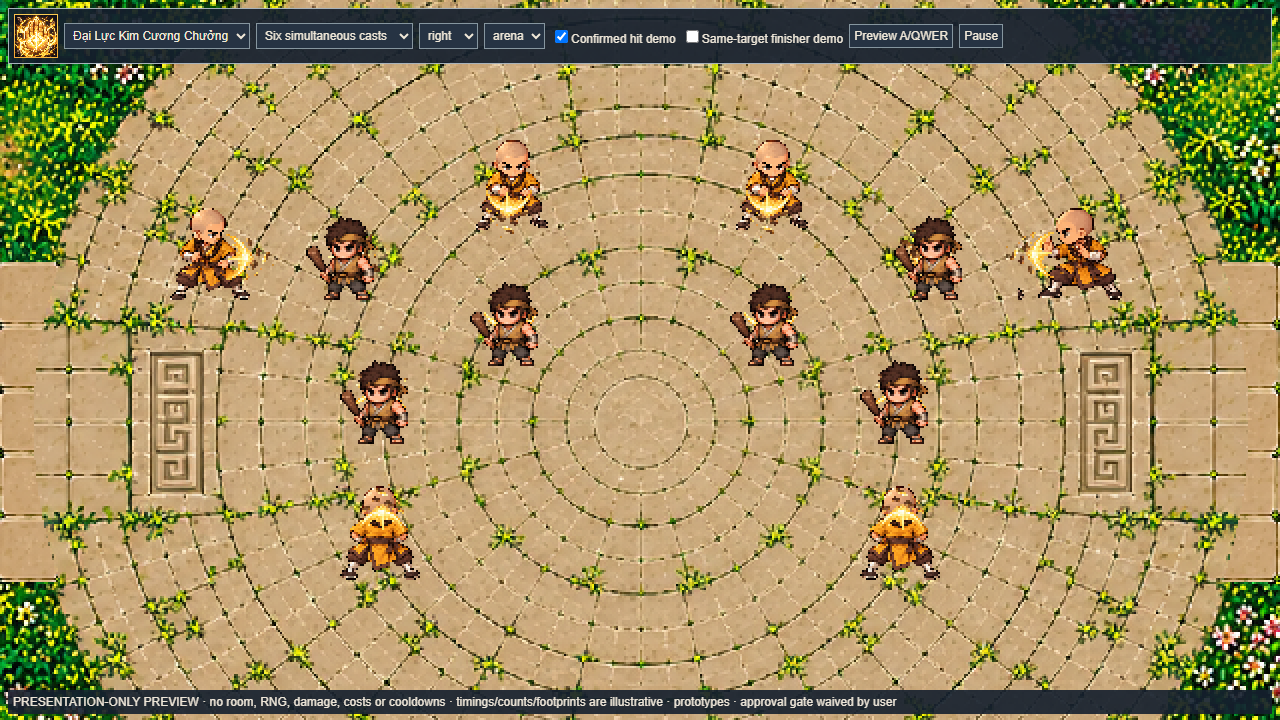 Đại Lực Kim Cương Chưởng Six simultaneous casts right arena Confirmed hit demo Same-target finisher demo Preview A/QWER Pause
PRESENTATION-ONLY PREVIEW · no room, RNG, damage, costs or cooldowns · timings/counts/footprints are illustrative · prototypes · approval gate waived by user